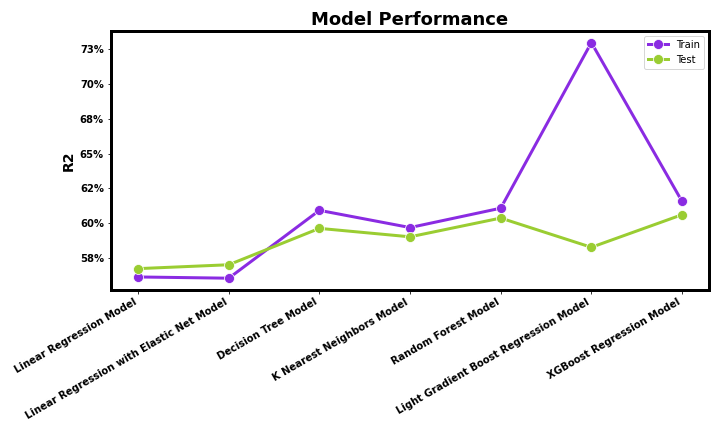 Model Performance
Train
Test
73%
70%
68%
65%
62%
60%
58%
R2
Linear Regression Model
Linear Regression with Elastic Net Model
Decision Tree Model
K Nearest Neighbors Model
Random Forest Model
Light Gradient Boost Regression Model
XGBoost Regression Model